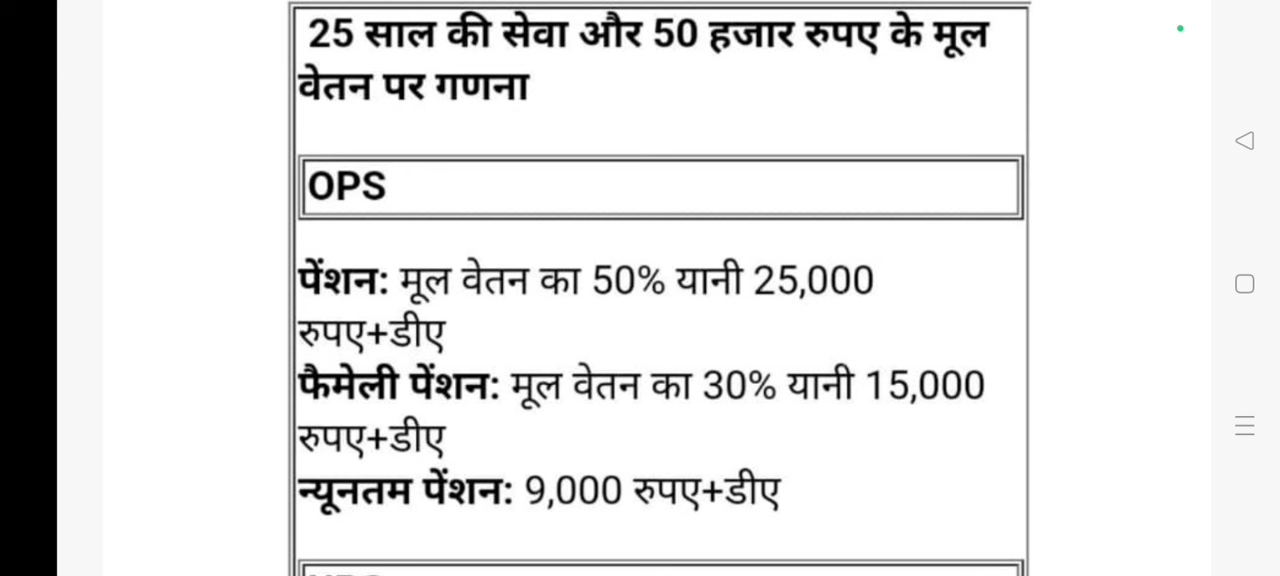 25 साल की सेवा और 50 हजार रुपए के मूल
वेतन पर गणना
OPS
पेंशन: मूल वेतन का 50% यानी 25,000
रुपए+डीए
फैमेली पेंशन: मूल वेतन का 30% यानी 15,000
रुपए+डीए
न्यूनतम पेंशन: 9,000 रुपए+डीए